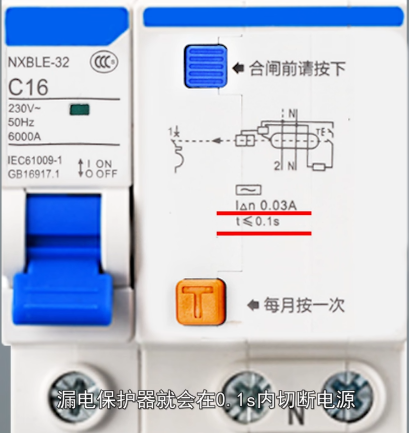 NXBLE-32
CCC
C16
230V~
50Hz
6000A
IEC61009-1
GB16917.1
I ON
O OFF
合闸前请按下
1
N
TE
2 N
I△n 0.03A
t≤0.1s
T
每月按一次
漏电保护器就会在0.1s内切断电源
N